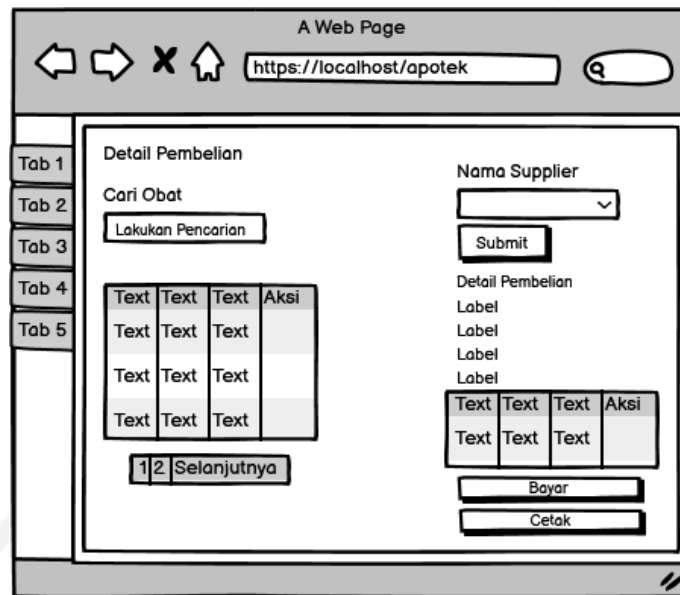 A Web Page
https://localhost/apotek
Tab 1
Tab 2
Tab 3
Tab 4
Tab 5
Detail Pembelian
Cari Obat
Lakukan Pencarian
Text Text Text Aksi
Text Text Text
Text Text Text
Text Text Text
1 2 Selanjutnya
Nama Supplier
Submit
Detail Pembelian
Label
Label
Label
Label
Text Text Text Aksi
Text Text Text
Bayar
Cetak